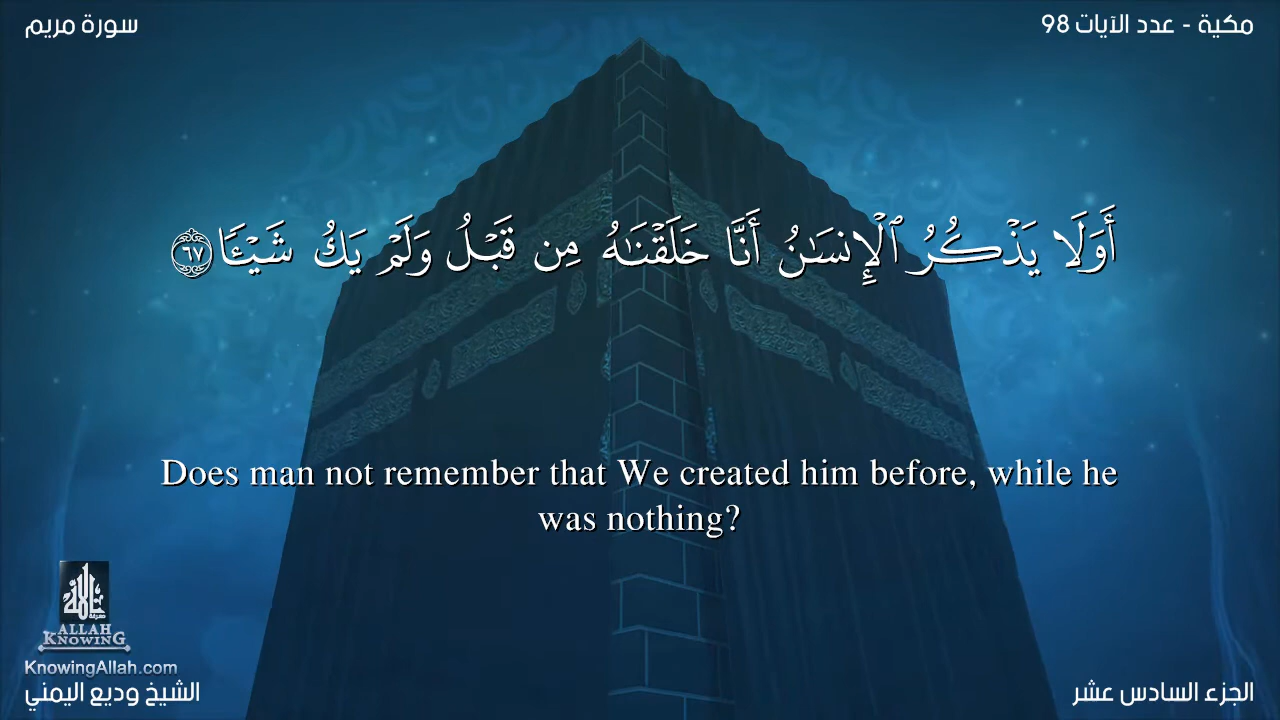 سورة مريم
مكية - عدد الآيات 98
أَوَلَا يَذْكُرُ ٱلْإِنسَٰنُ أَنَّا خَلَقْنَٰهُ مِن قَبْلُ وَلَمْ يَكُ شَيْـًٔا ٦٧
Does man not remember that We created him before, while he
was nothing?
ALLAH
KNOWING
KnowingAllah.com
الشيخ وديع اليمني
الجزء السادس عشر